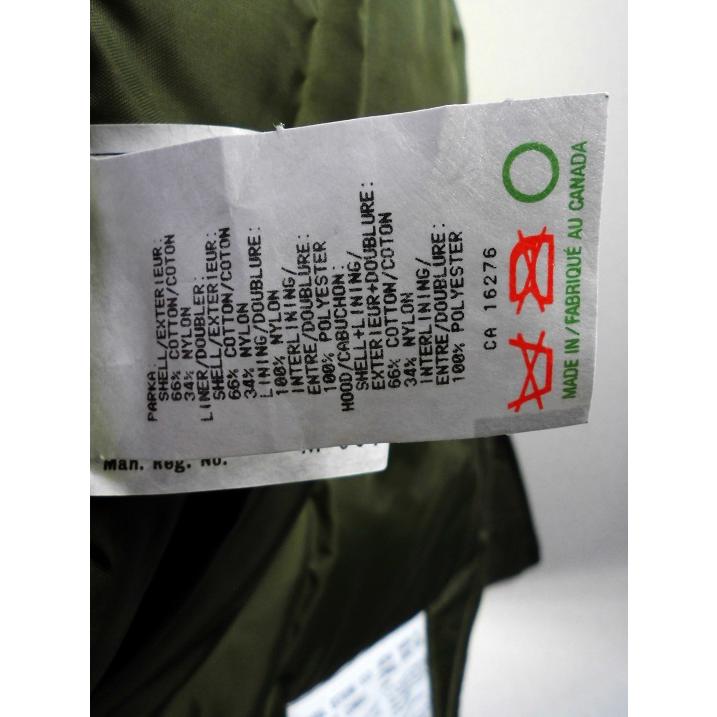 PARKA:
SHELL/EXTERIEUR:
66% COTTON/COTON
34% NYLON
LINER/DOUBLER:
SHELL/EXTERIEUR:
66% COTTON/COTON
34% NYLON
LINING/DOUBLURE:
100% NYLON
INTERLINING/
ENTRE/DOUBLURE:
100% POLYESTER
HOOD/CABUCHON:
SHELL+LINING/
EXTERIEUR+DOUBLURE:
66% COTTON/COTON
34% NYLON
INTERLINING/
ENTRE/DOUBLURE:
100% POLYESTER
CA 16276
MADE IN/FABRIQUÉ AU CANADA
Man. Reg. No.